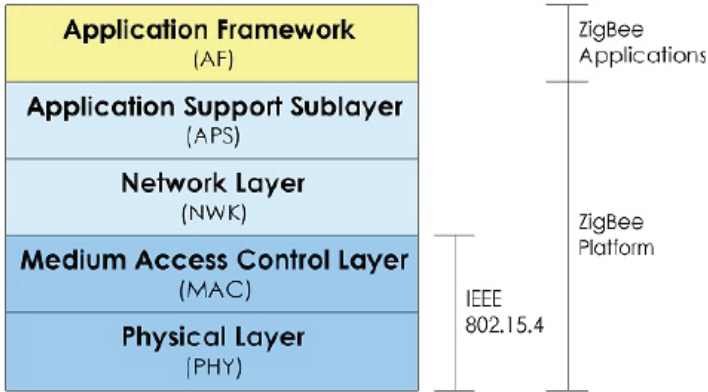 Application Framework
(AF)
Application Support Sublayer
(APS)
Network Layer
(NWK)
Medium Access Control Layer
(MAC)
Physical Layer
(PHY)
ZigBee
Applications
ZigBee
Platform
IEEE
802.15.4